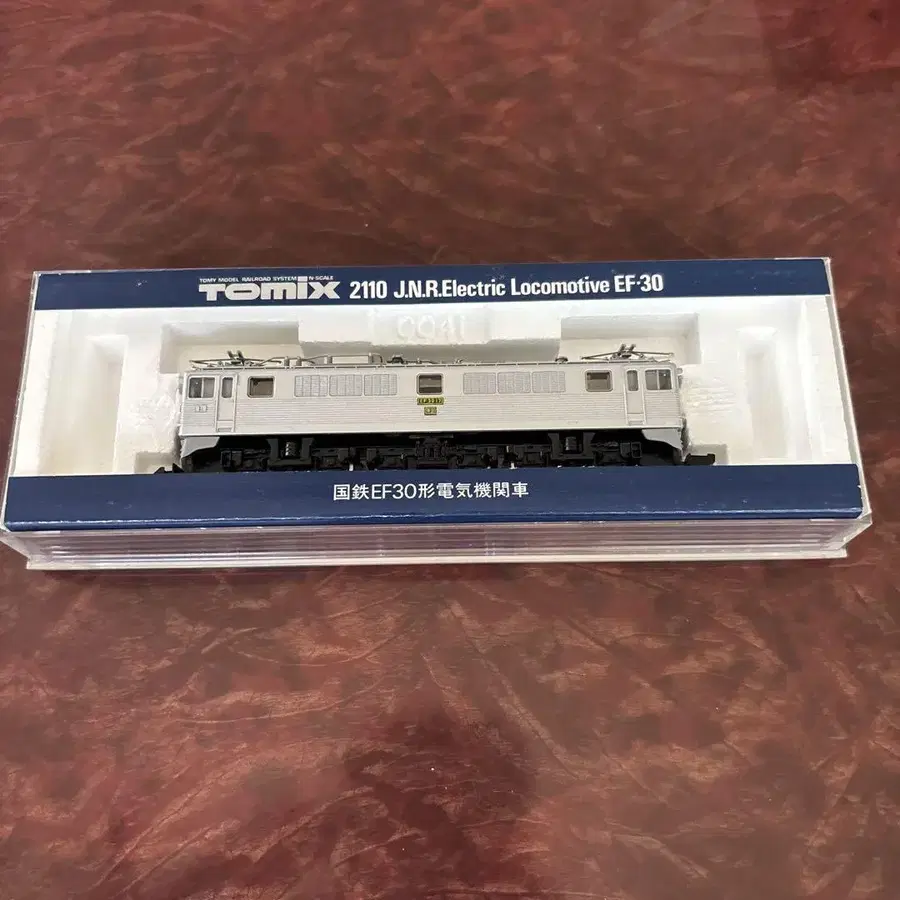 TOMY MODEL RAILROAD SYSTEM N-SCALE
TOMIX 2110 J.N.R.Electric Locomotive EF·30
国鉄EF30形電気機関車